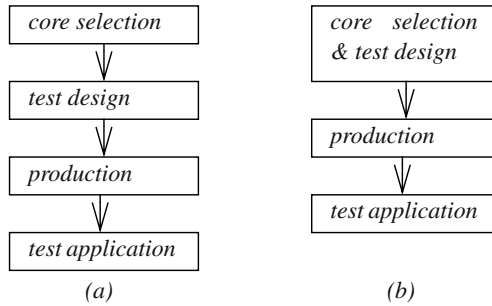 core selection
test design
production
test application
(a)
core selection
& test design
production
test application
(b)